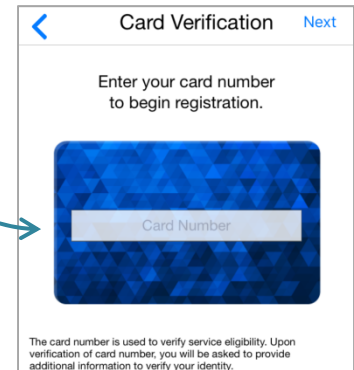 Card Verification Next
Enter your card number
to begin registration.
Card Number
The card number is used to verify service eligibility. Upon
verification of card number, you will be asked to provide
additional information to verify your identity.